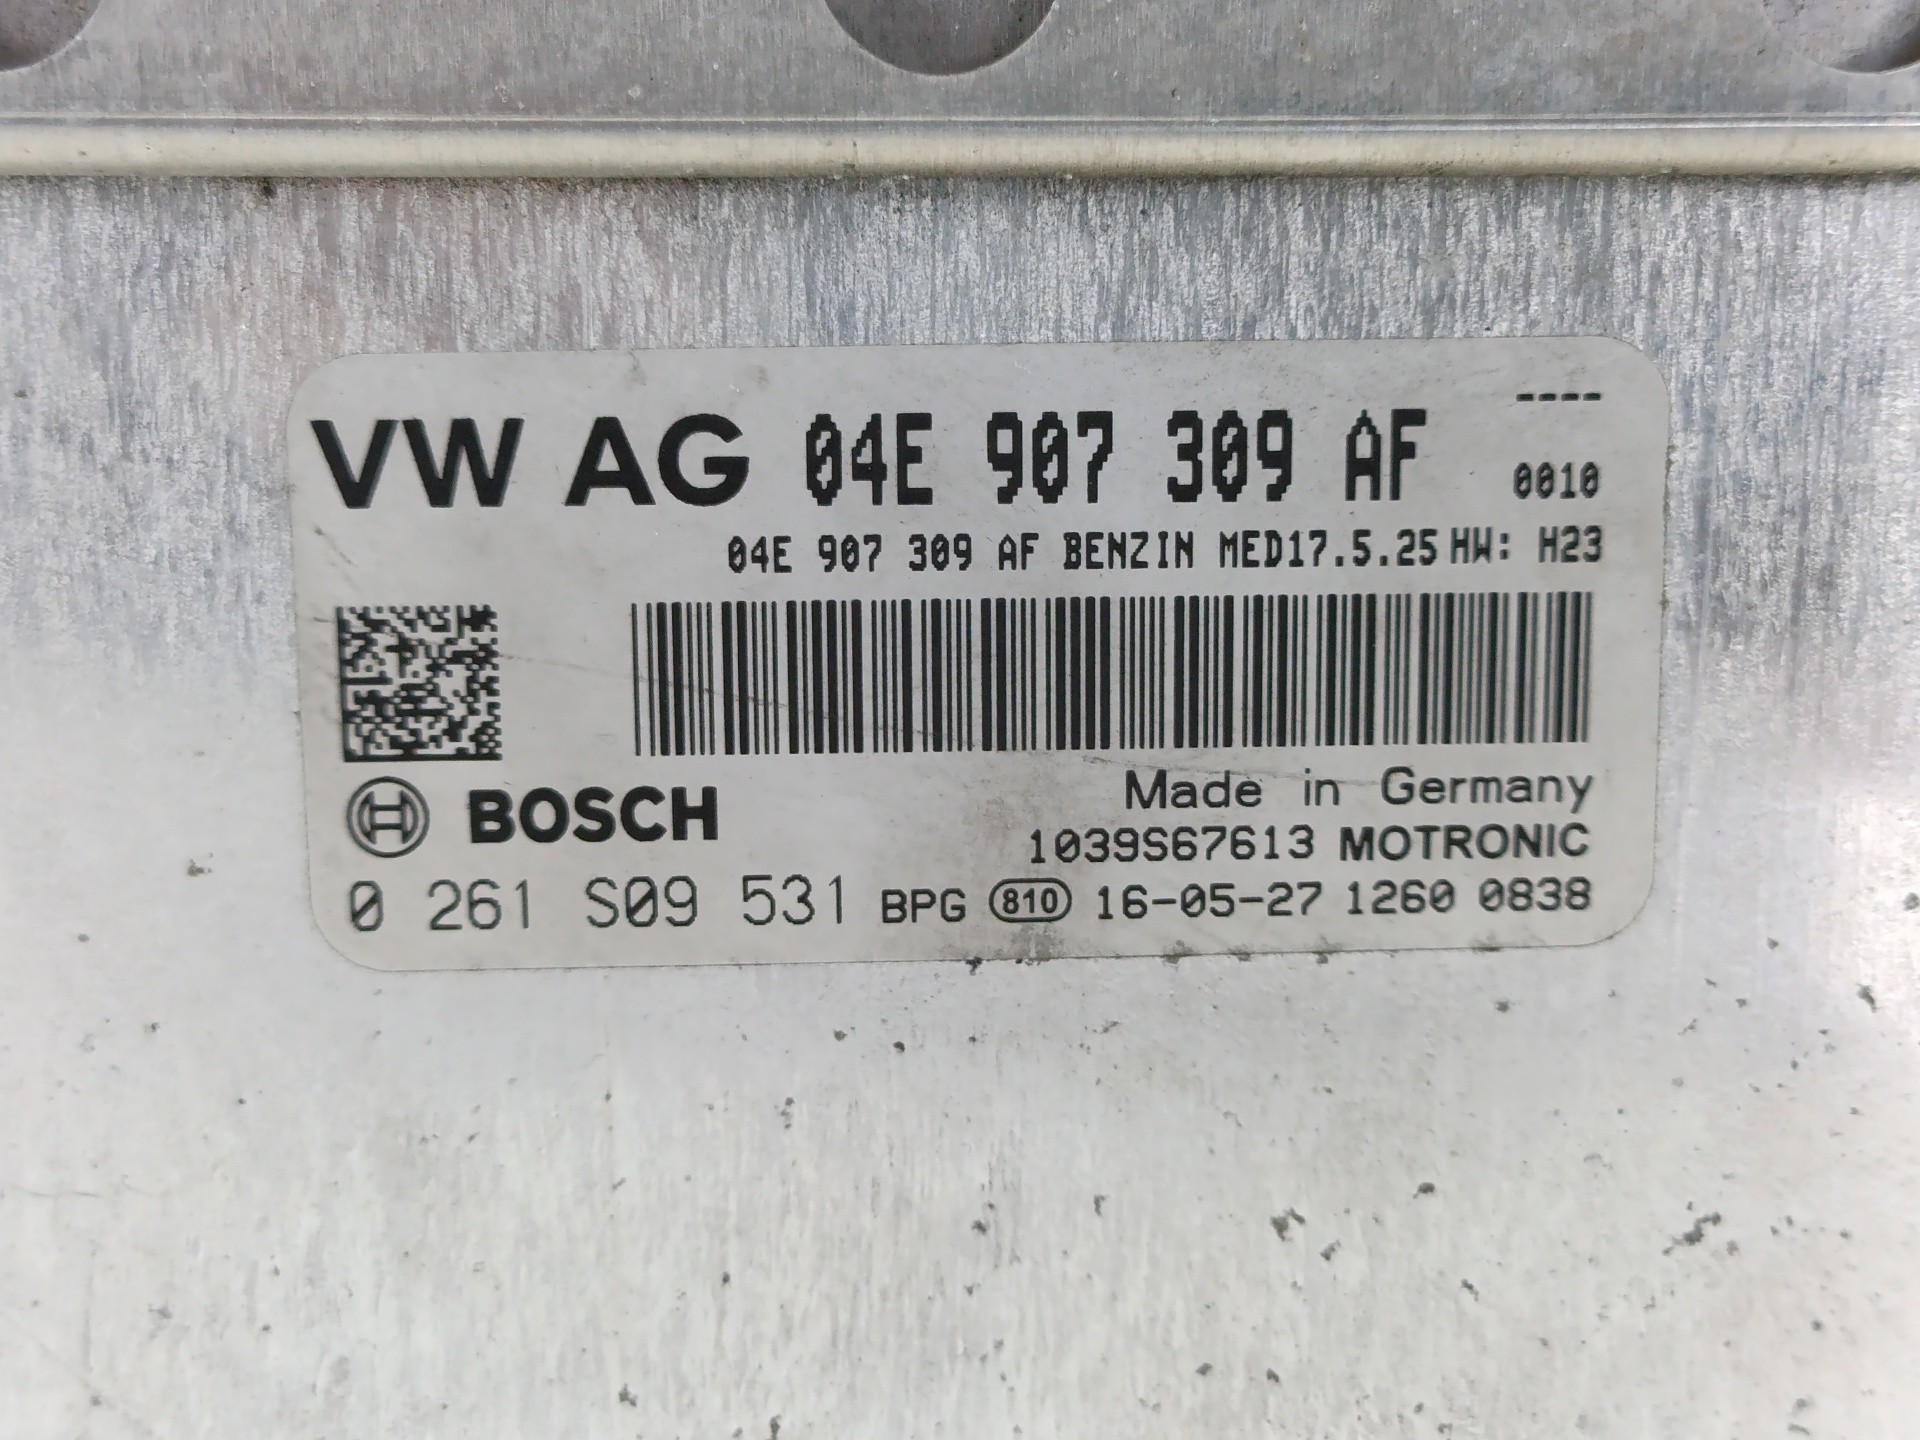 ----
VW AG 04E 907 309 AF 0010
04E 907 309 AF BENZIN MED17.5.25 HW: H23
BOSCH
Made in Germany
1039S67613 MOTRONIC
0 261 S09 531 BPG 810 16-05-27 1260 0838